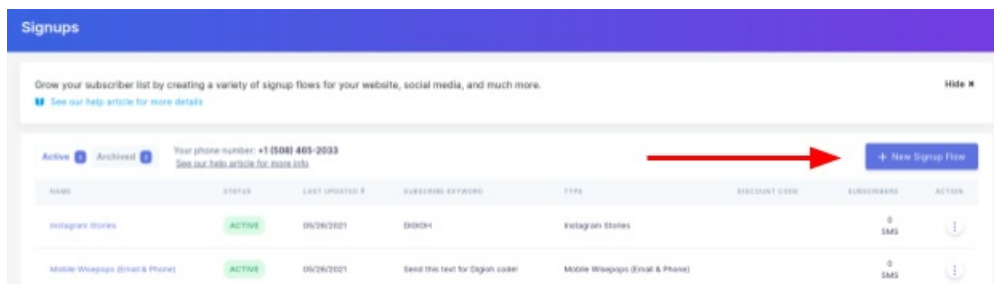 Signups
Grow your subscriber list by creating a variety of signup flows for your website, social media, and much more.
Hide ×
See our help article for more details
Active
Archived
Your phone number: +1 (508) 465-2033
See our help article for more info
+ New Signup Flow
NAME STATUS LAST UPDATED SUBSCRIBE KEYWORD TYPE DISCOUNT CODE SUBSCRIBERS ACTION
Instagram Stories ACTIVE 05/26/2021 Instagram Stories 0 SMS
Mobile Wisepops (Email & Phone) ACTIVE 05/26/2021 Send this text for Digioh code! Mobile Wisepops (Email & Phone) 0 SMS